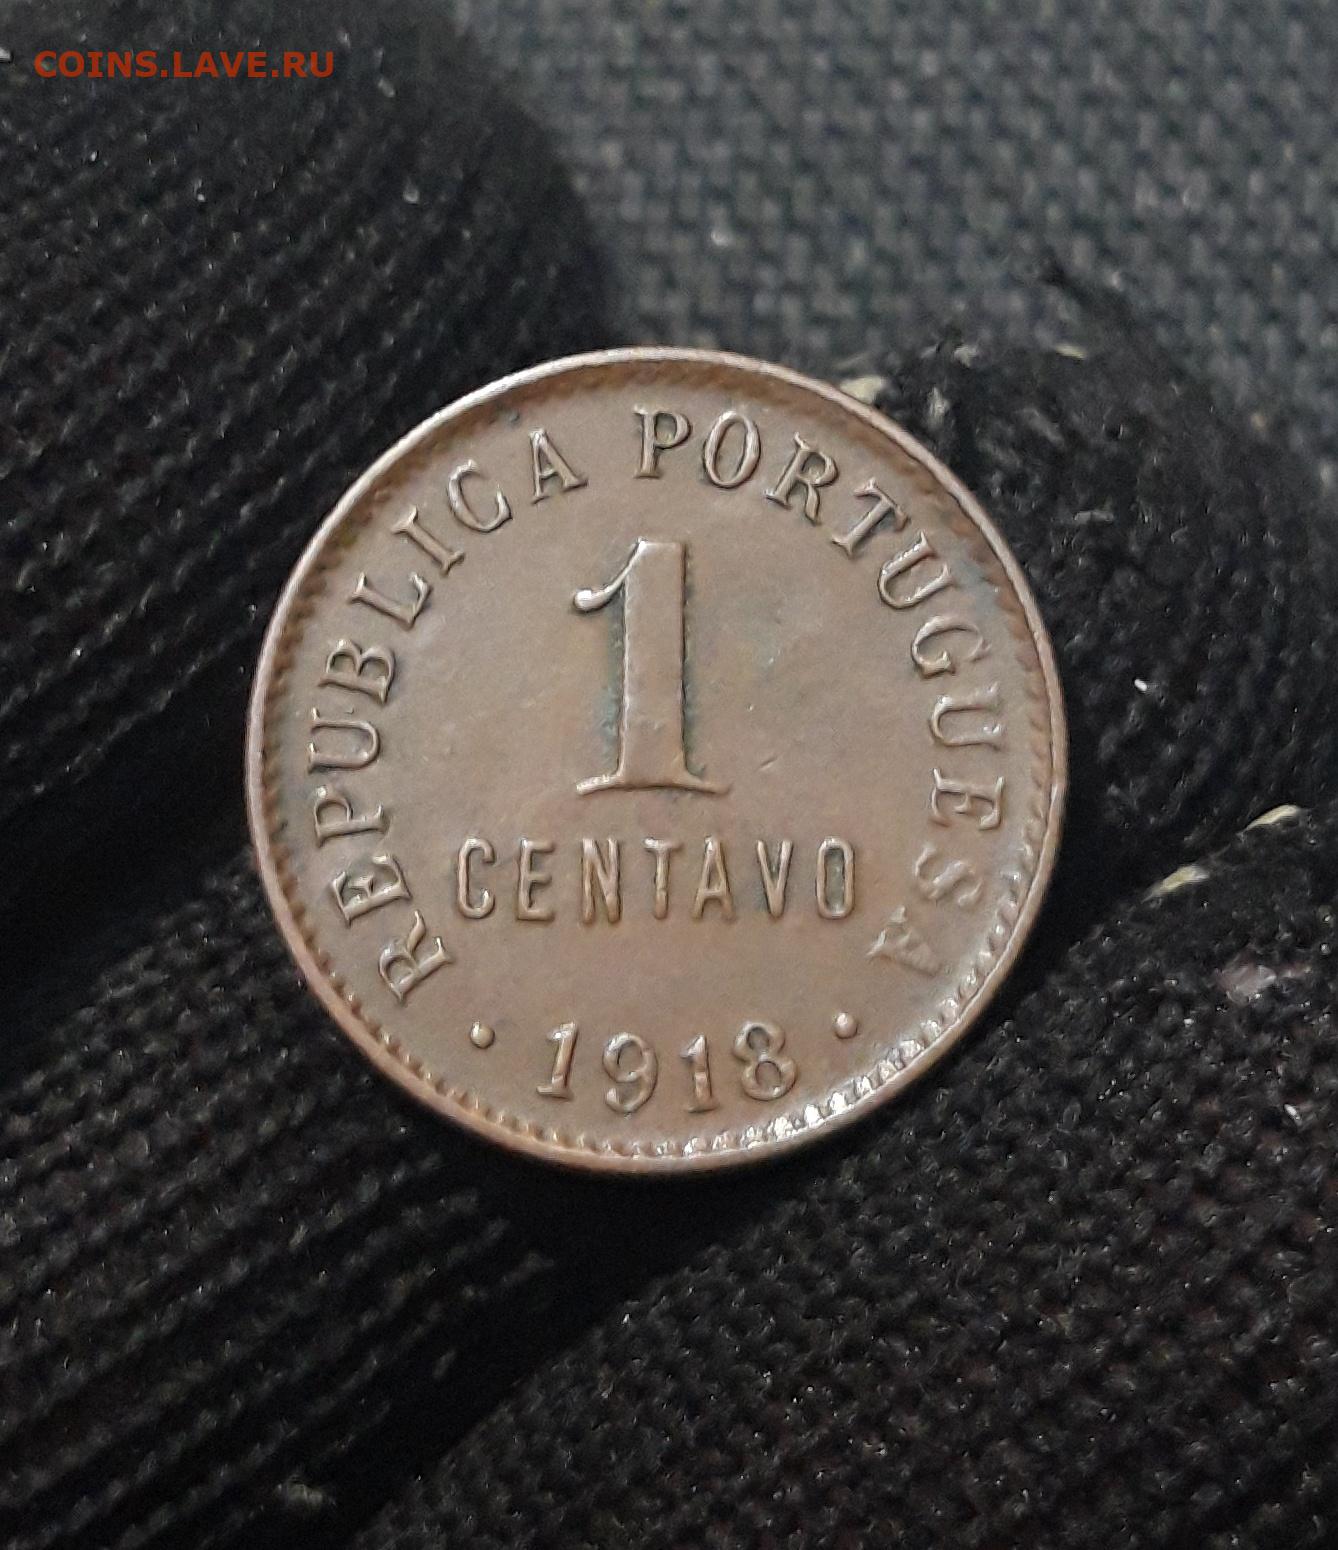 COINS.LAVE.RU
REPUBLICA PORTUGUESA
1
CENTAVO
· 1918 ·